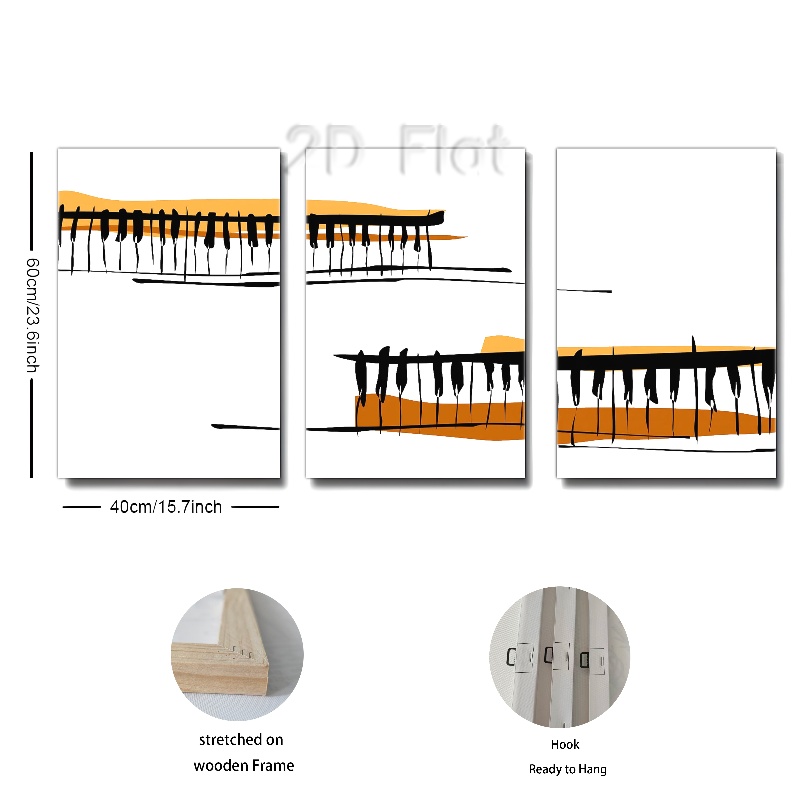 2D Flat
60cm/23.6inch
40cm/15.7inch
stretched on
wooden Frame
Hook
Ready to Hang